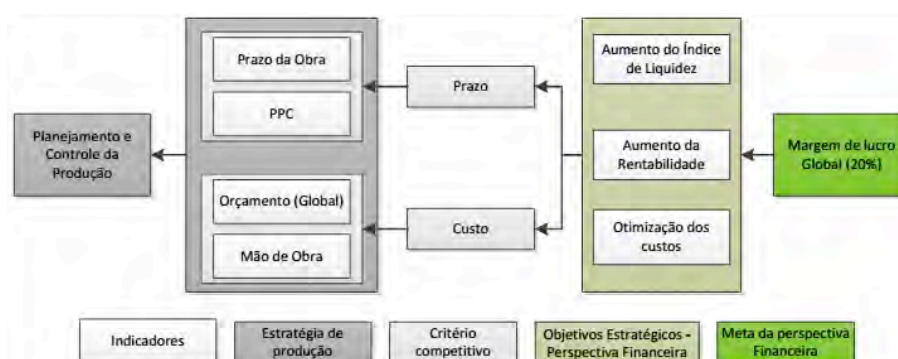 Planejamento e
Controle da
Produção
Prazo da Obra
PPC
Orçamento (Global)
Mão de Obra
Prazo
Custo
Aumento do Índice
de Liquidez
Aumento da
Rentabilidade
Otimização dos
custos
Margem de lucro
Global (20%)
Indicadores
Estratégia de
produção
Critério
competitivo
Objetivos Estratégicos -
Perspectiva Financeira
Meta da perspectiva
Financeira